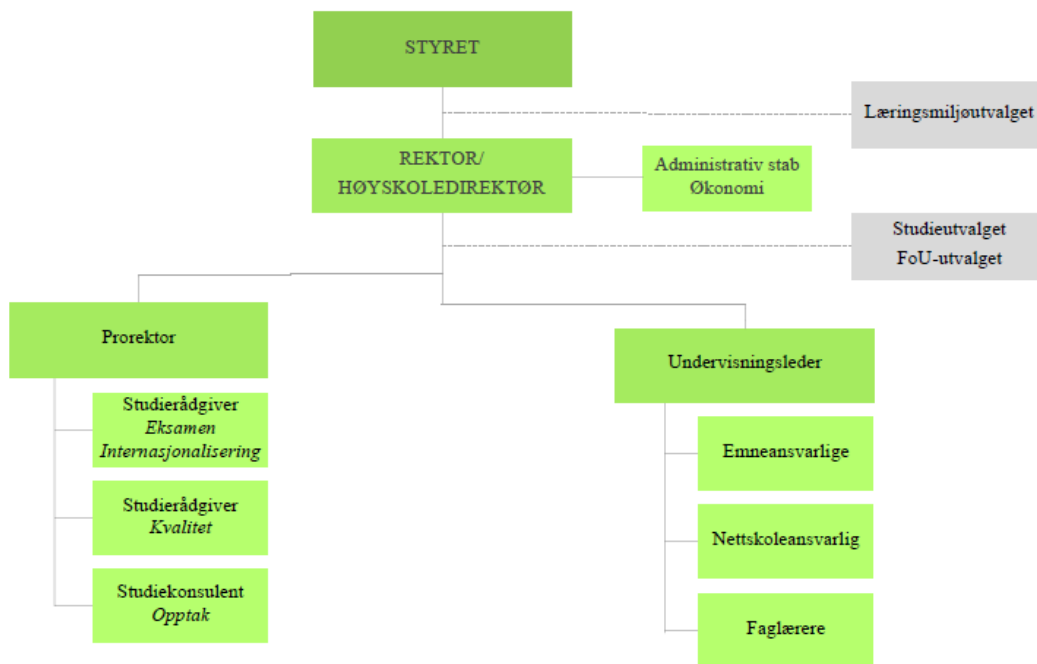 STYRET
Læringsmiljøutvalget
REKTOR/
HØYSKOLEDIREKTØR
Administrativ stab
Økonomi
Studieutvalget
FoU-utvalget
Prorektor
Studierådgiver
Eksamen
Internasjonalisering
Studierådgiver
Kvalitet
Studiekonsulent
Opptak
Undervisningsleder
Emneansvarlige
Nettskoleansvarlig
Faglærere